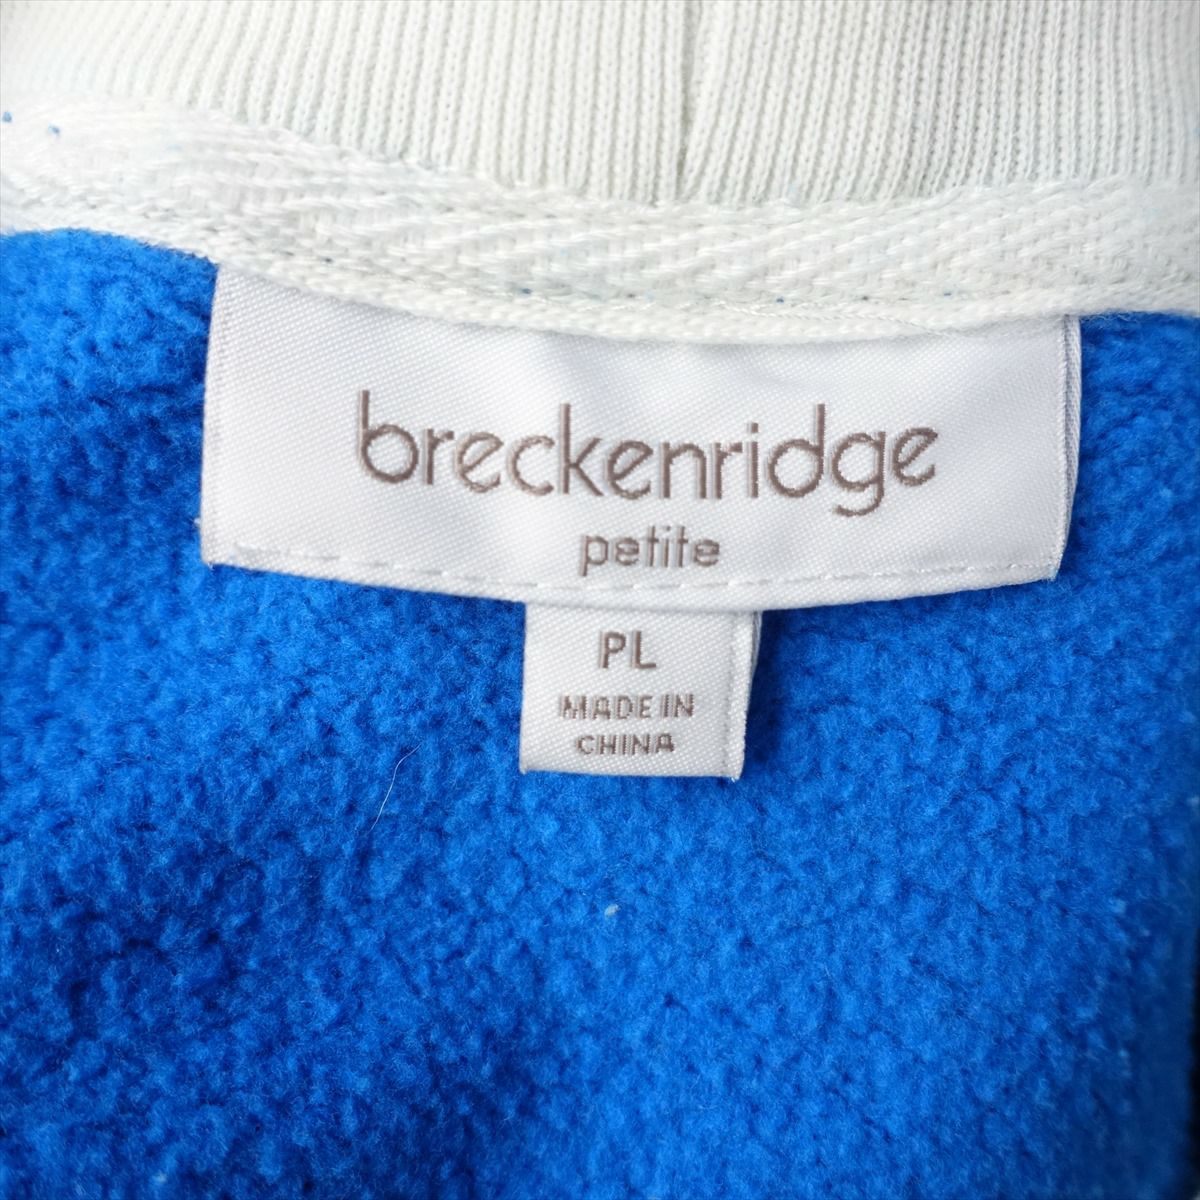 breckenridge
petite
PL
MADE IN
CHINA